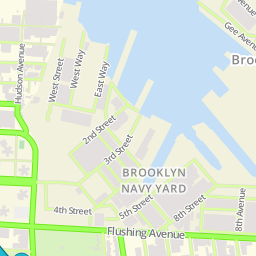 Gee Avenue
Broo
Hudson Avenue
West Street
West Way
East Way
2nd Street
3rd Street
BROOKLYN
NAVY YARD
4th Street
5th Street
8th Street
8th Avenue
Flushing Avenue